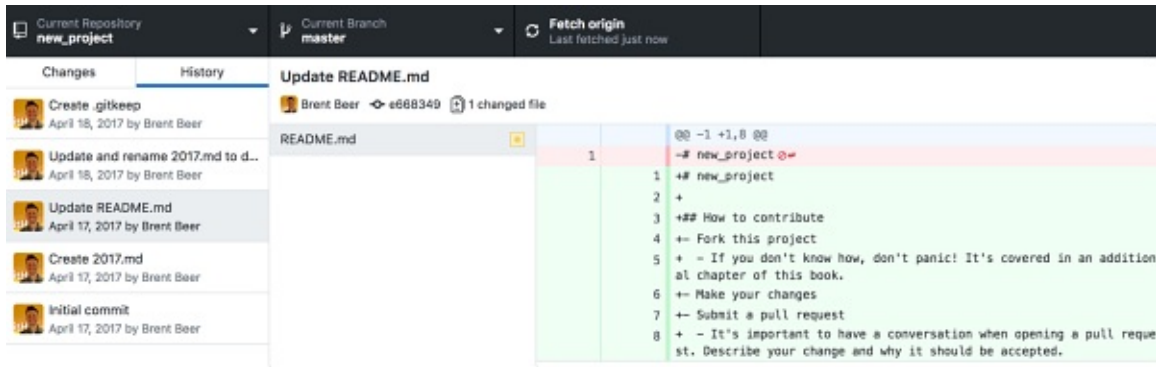 Current Repository
new_project
Current Branch
master
Fetch origin
Last fetched just now
Changes
History
Create .gitkeep
April 18, 2017 by Brent Beer
Update and rename 2017.md to d...
April 18, 2017 by Brent Beer
Update README.md
April 17, 2017 by Brent Beer
Create 2017.md
April 17, 2017 by Brent Beer
Initial commit
April 17, 2017 by Brent Beer
Update README.md
Brent Beer e668349 1 changed file
README.md
@@ -1 +1,8 @@
1 -# new_project
1 +# new_project
2 +
3 +## How to contribute
4 +- Fork this project
5 + - If you don't know how, don't panic! It's covered in an addition
al chapter of this book.
6 +- Make your changes
7 +- Submit a pull request
8 + - It's important to have a conversation when opening a pull reque
st. Describe your change and why it should be accepted.